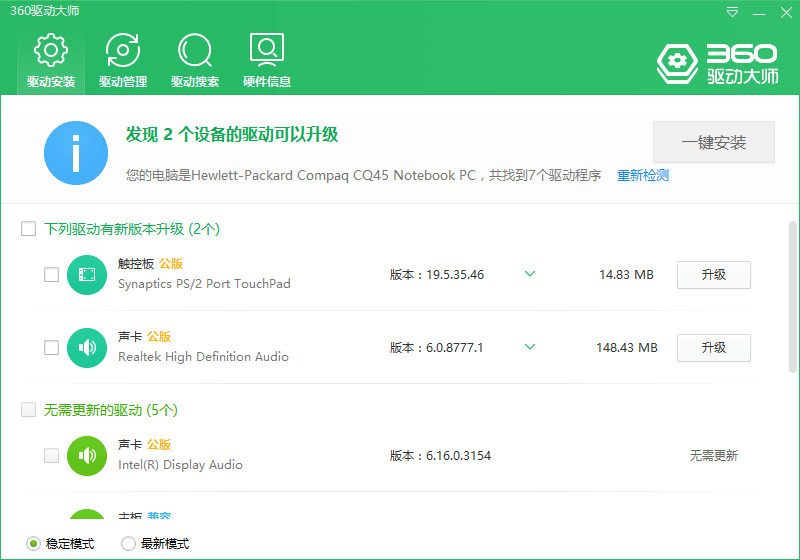 360驱动大师
驱动安装 驱动管理 驱动搜索 硬件信息
360
驱动大师
发现 2 个设备的驱动可以升级
一键安装
您的电脑是Hewlett-Packard Compaq CQ45 Notebook PC，共找到7个驱动程序 重新检测
下列驱动有新版本升级 (2个)
触控板 公版
Synaptics PS/2 Port TouchPad
版本：19.5.35.46 14.83 MB 升级
声卡 公版
Realtek High Definition Audio
版本：6.0.8777.1 148.43 MB 升级
无需更新的驱动 (5个)
声卡 公版
Intel(R) Display Audio
版本：6.16.0.3154 无需更新
主板 兼容
稳定模式 最新模式